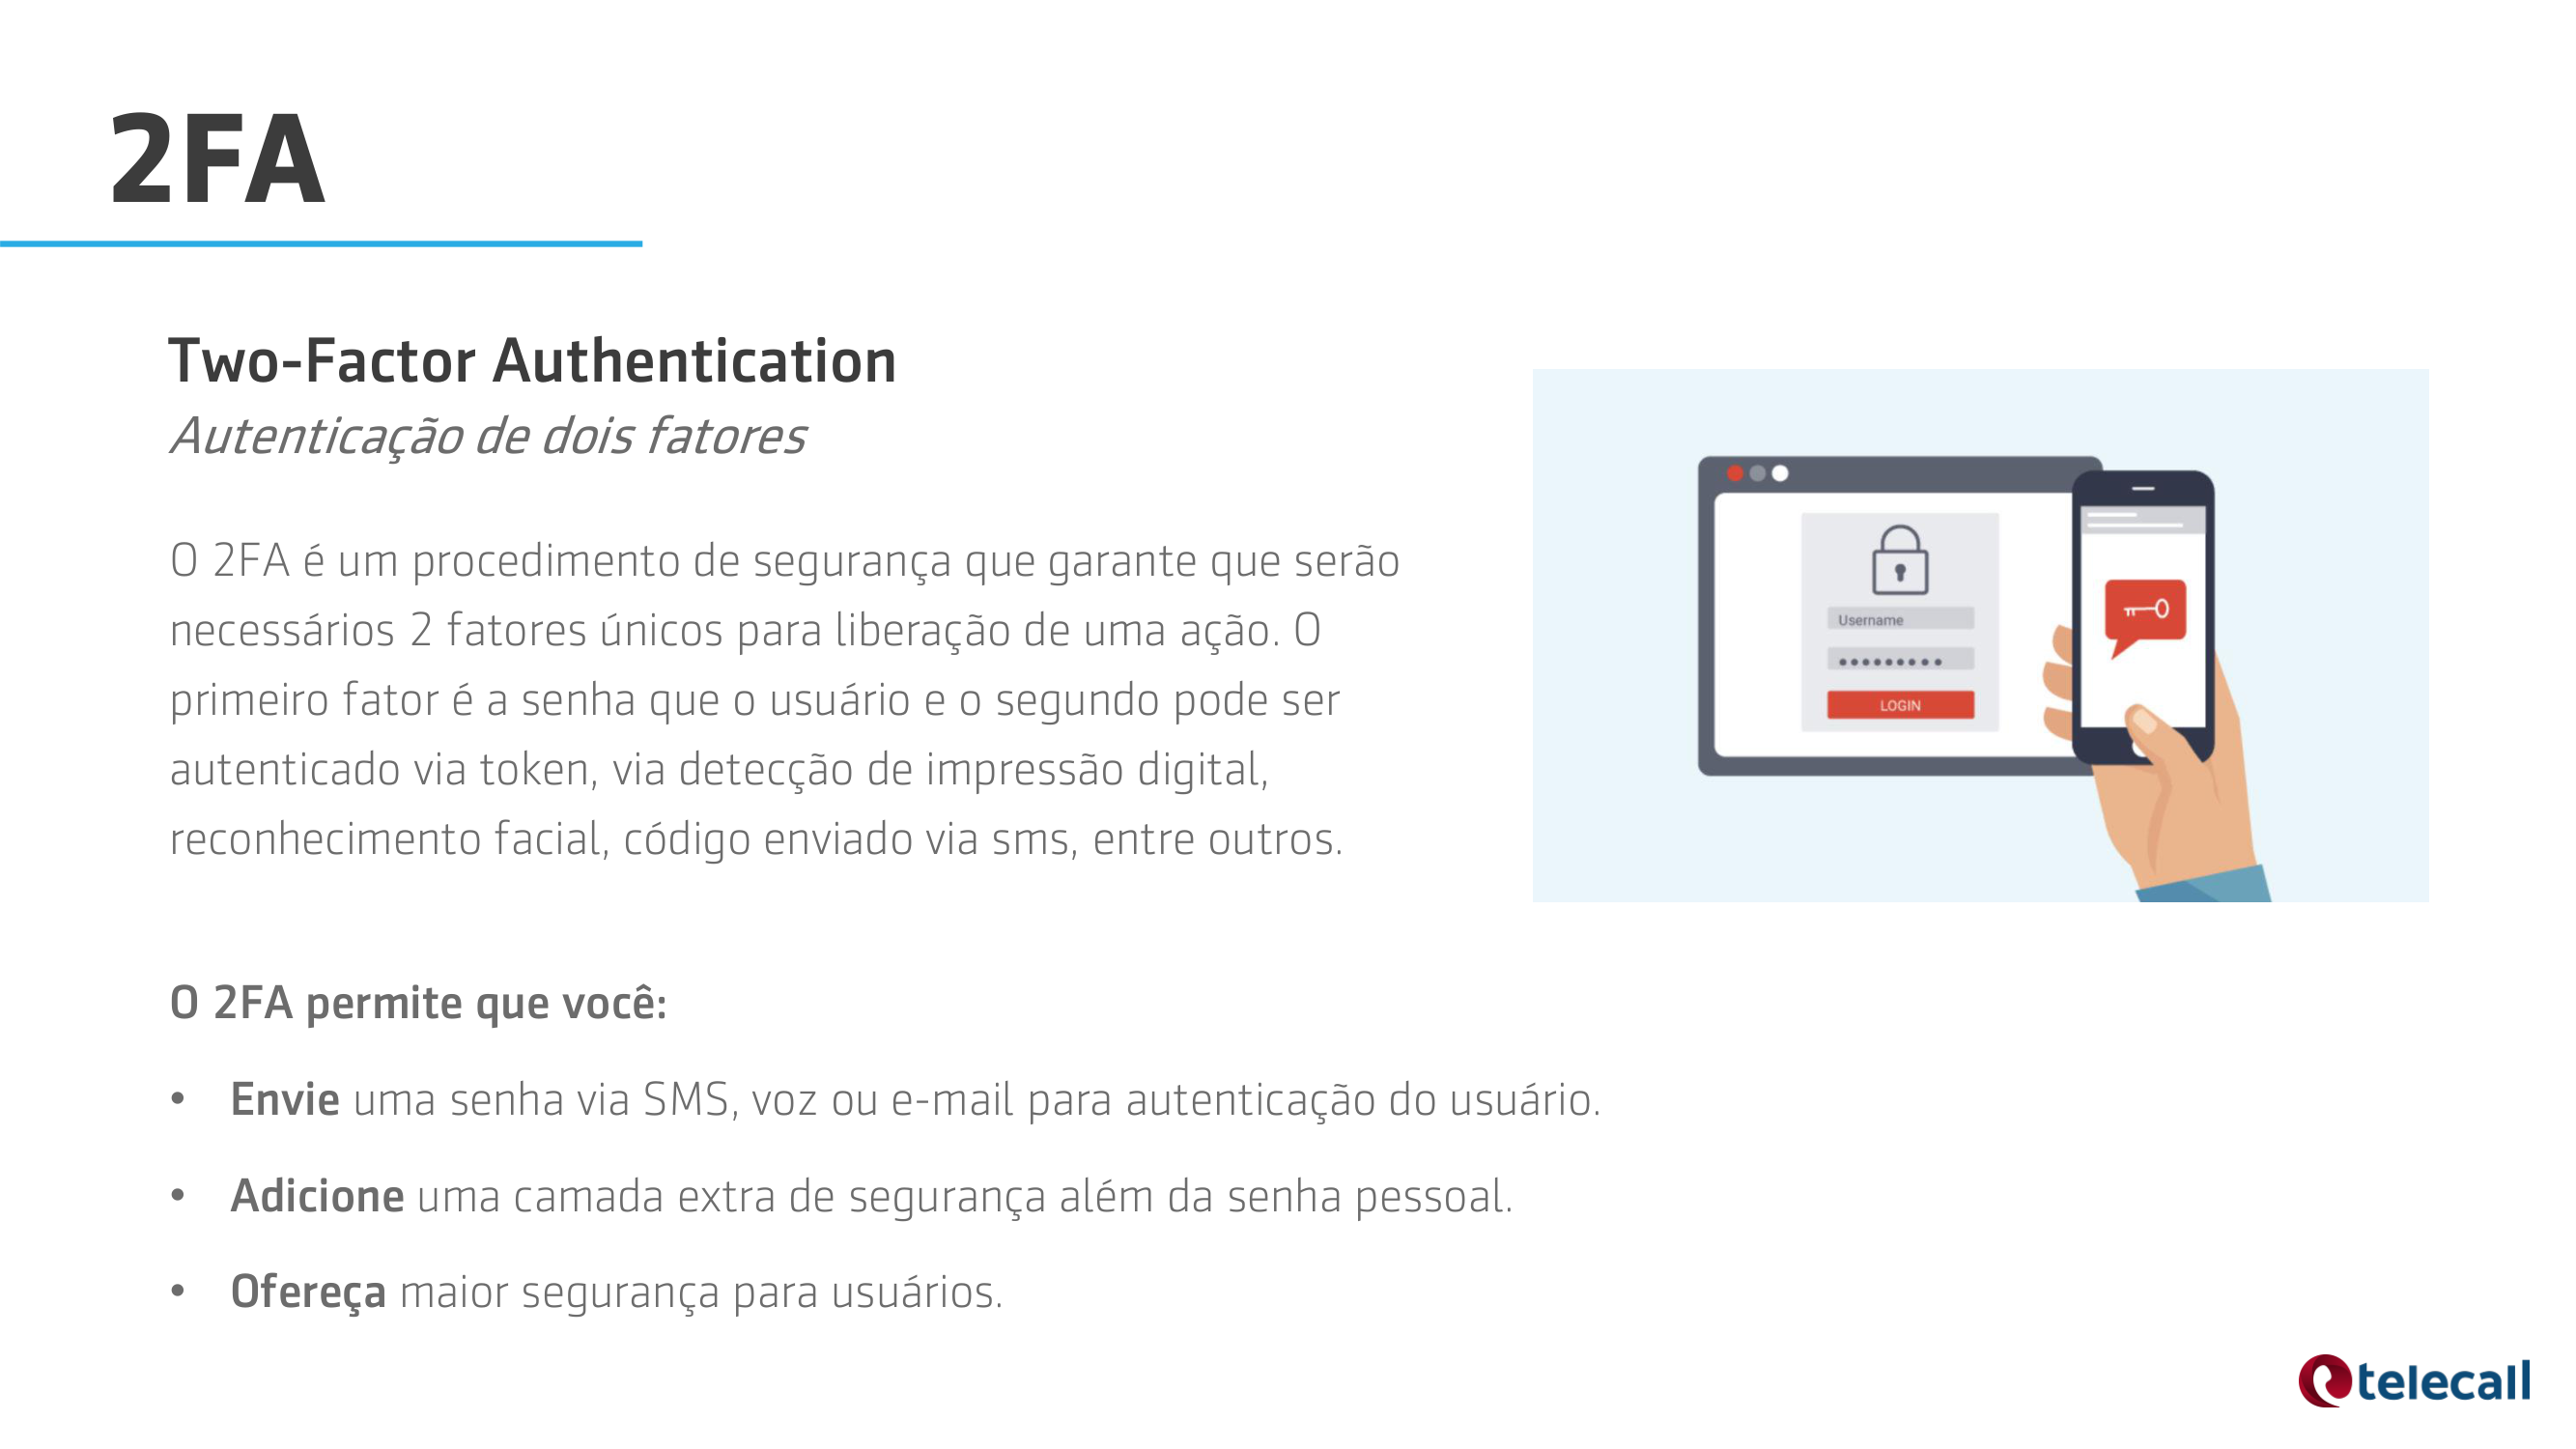 2FA
Two-Factor Authentication
Autenticação de dois fatores
O 2FA é um procedimento de segurança que garante que serão
necessários 2 fatores únicos para liberação de uma ação. O
primeiro fator é a senha que o usuário e o segundo pode ser
autenticado via token, via detecção de impressão digital,
reconhecimento facial, código enviado via sms, entre outros.
Username
LOGIN
O 2FA permite que você:
• Envie uma senha via SMS, voz ou e-mail para autenticação do usuário.
• Adicione uma camada extra de segurança além da senha pessoal.
• Ofereça maior segurança para usuários.
telecall